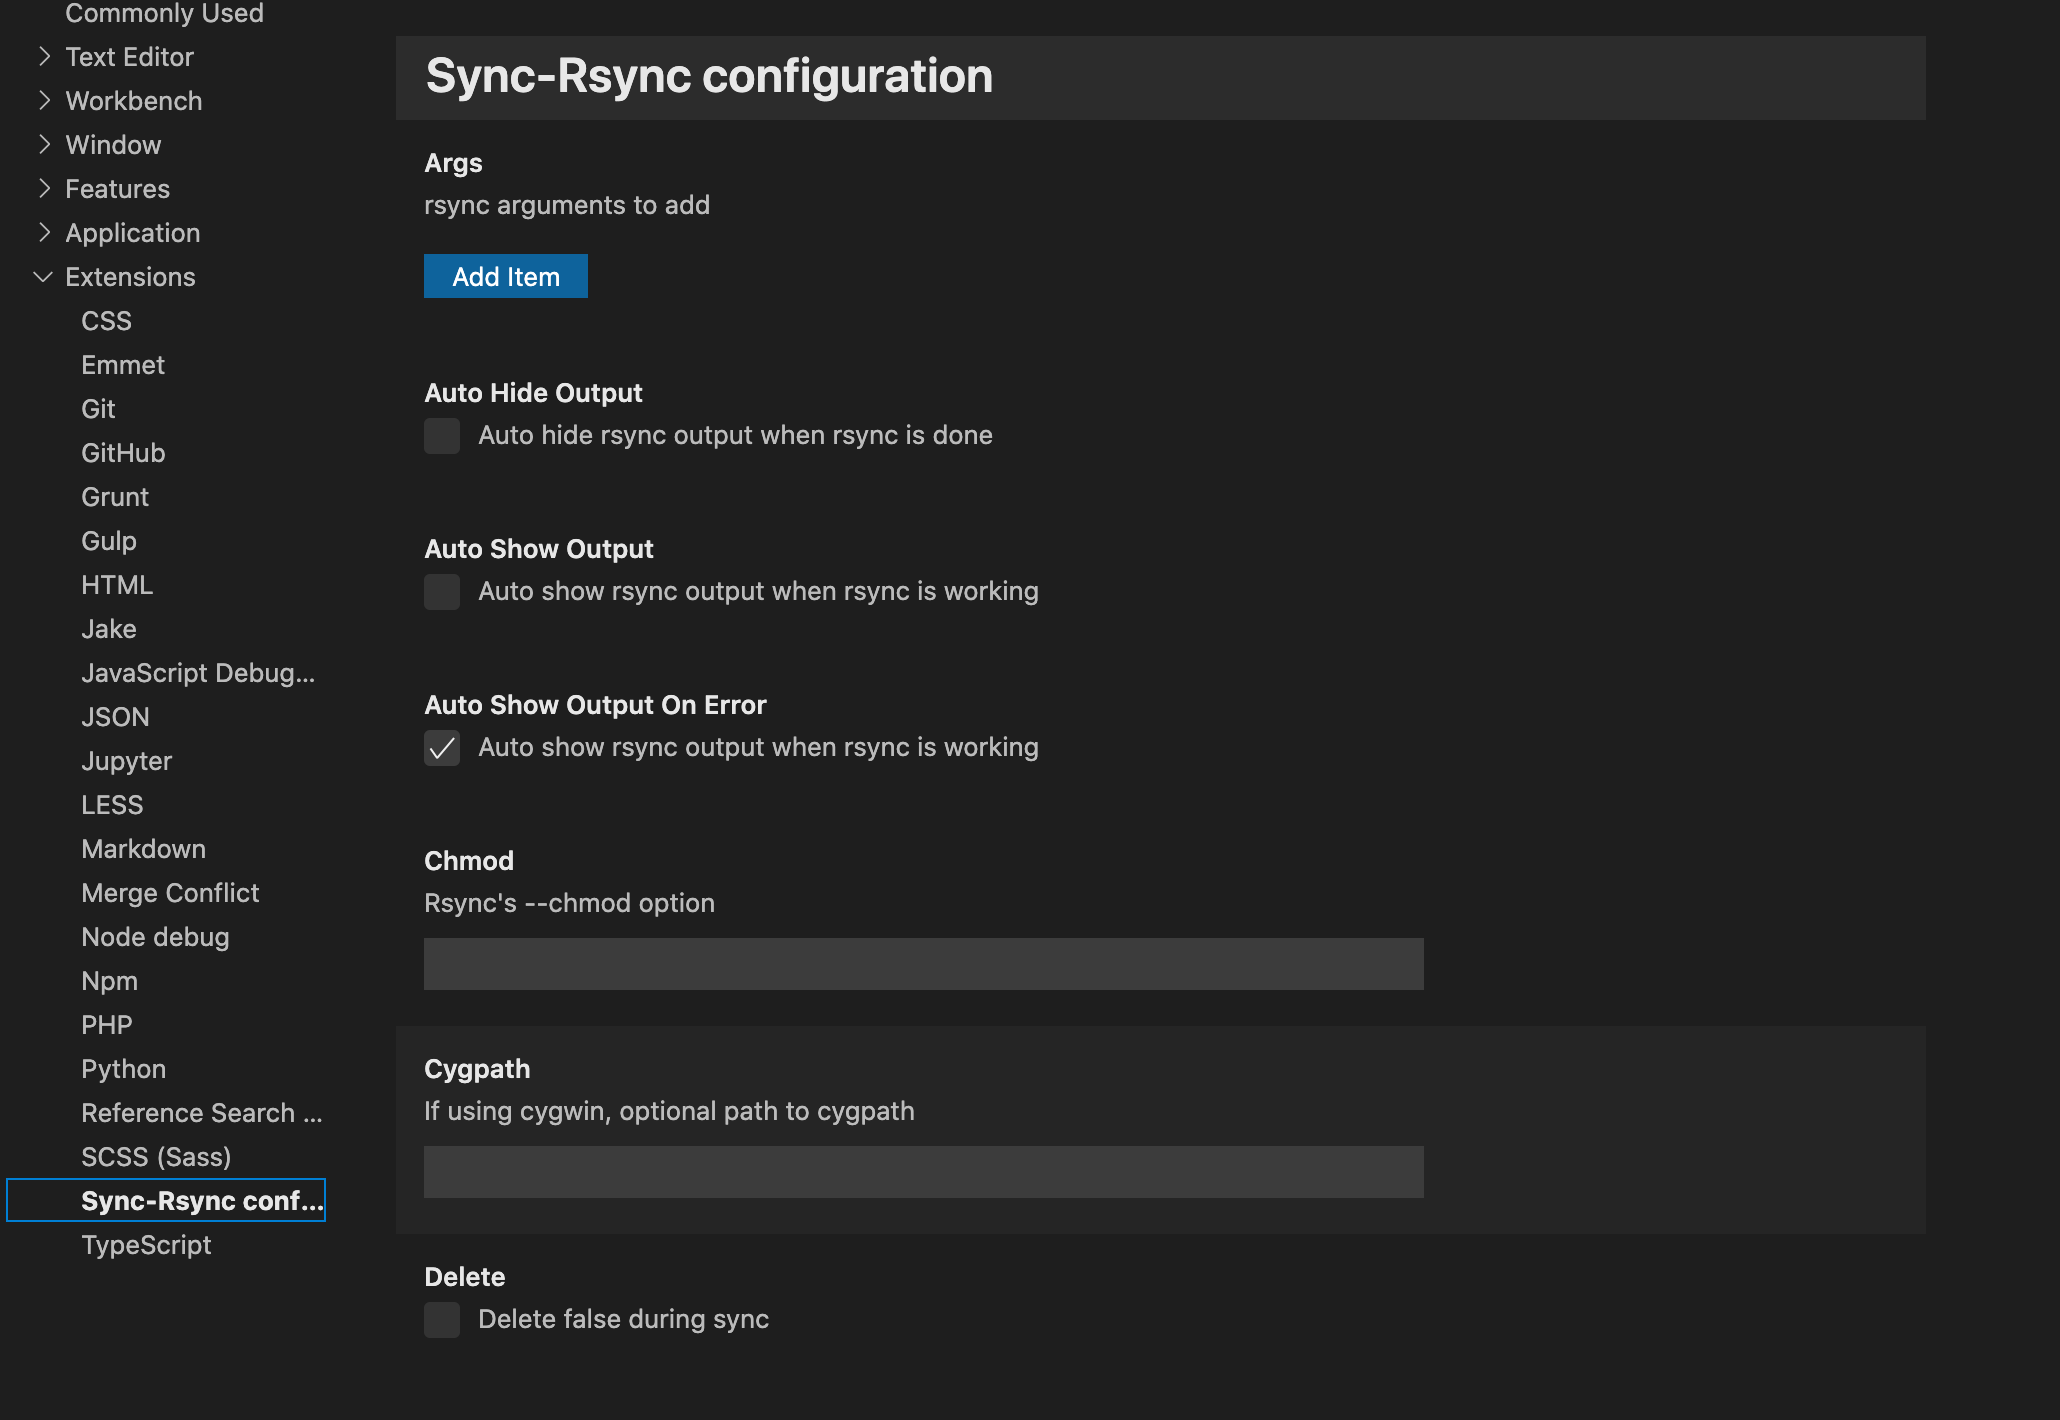 Commonly Used
Text Editor
Workbench
Window
Features
Application
Extensions
CSS
Emmet
Git
GitHub
Grunt
Gulp
HTML
Jake
JavaScript Debug...
JSON
Jupyter
LESS
Markdown
Merge Conflict
Node debug
Npm
PHP
Python
Reference Search ...
SCSS (Sass)
Sync-Rsync conf...
TypeScript
Sync-Rsync configuration
Args
rsync arguments to add
Add Item
Auto Hide Output
Auto hide rsync output when rsync is done
Auto Show Output
Auto show rsync output when rsync is working
Auto Show Output On Error
Auto show rsync output when rsync is working
Chmod
Rsync's --chmod option
Cygpath
If using cygwin, optional path to cygpath
Delete
Delete false during sync